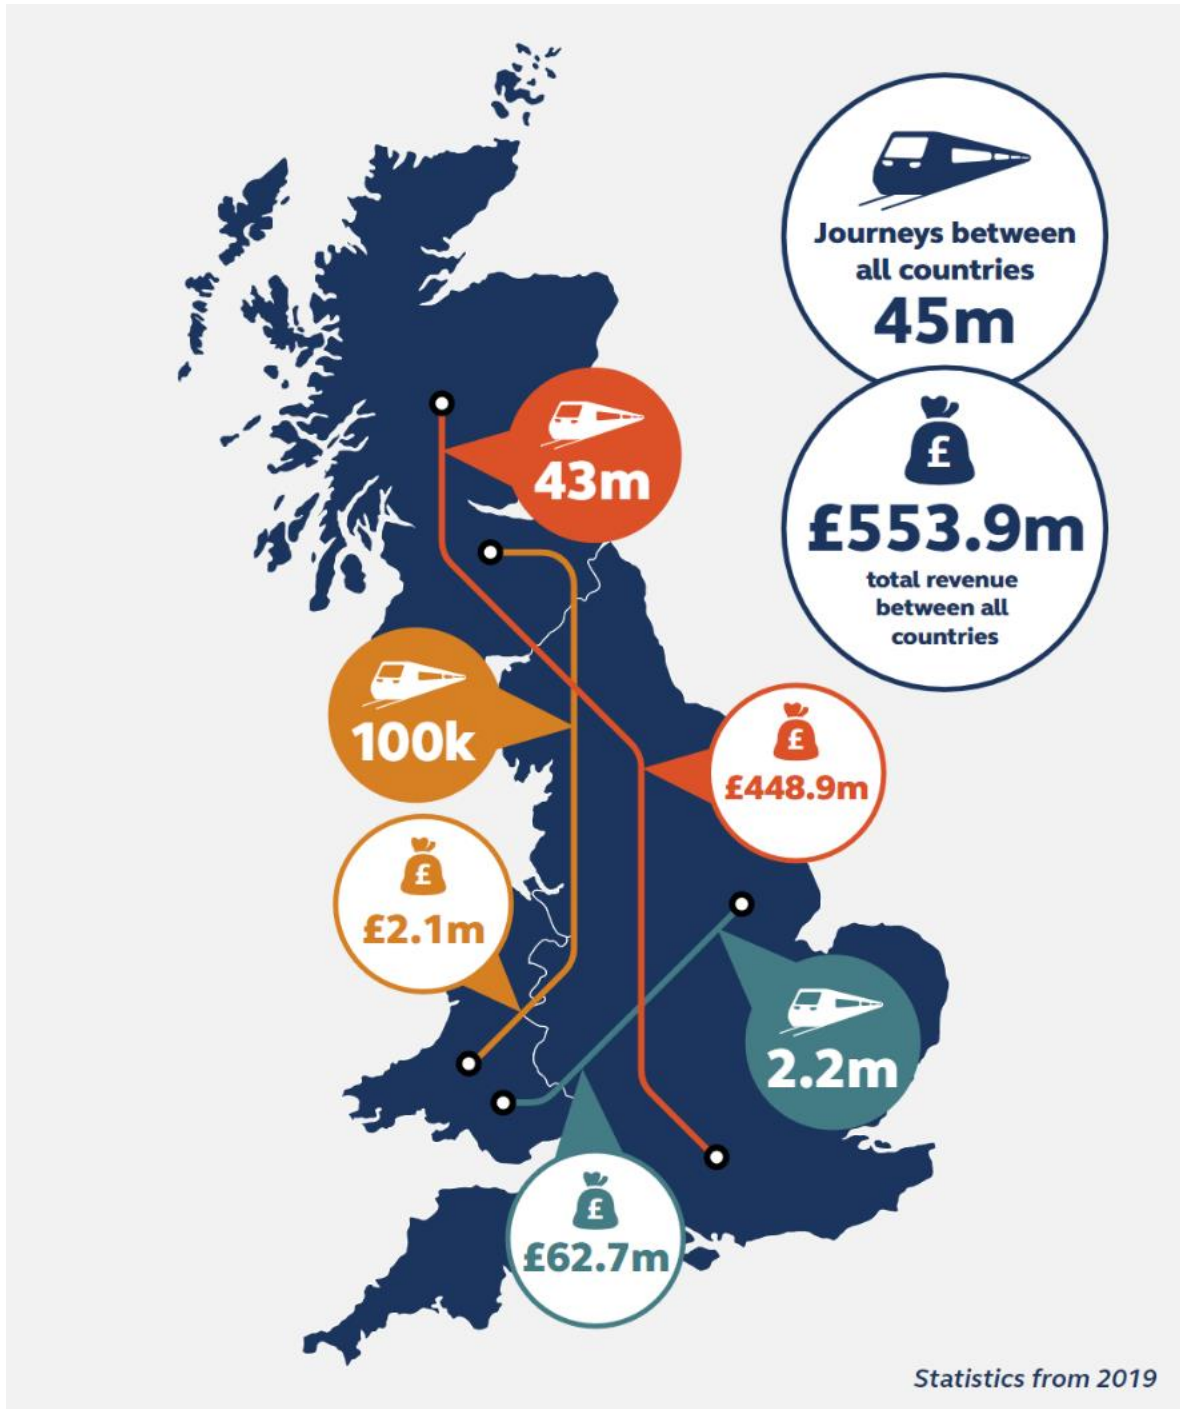 Journeys between
all countries
45m
£
£553.9m
total revenue
between all
countries
43m
100k
£
£448.9m
£
£2.1m
2.2m
£
£62.7m
Statistics from 2019